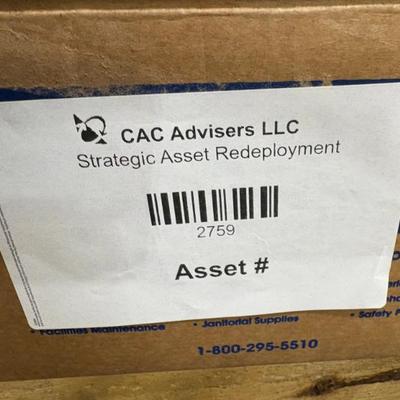 CAC Advisers LLC
Strategic Asset Redeployment
2759
Asset #
Facilities Maintenance
• Janitorial Supplies
• Safety
1-800-295-5510